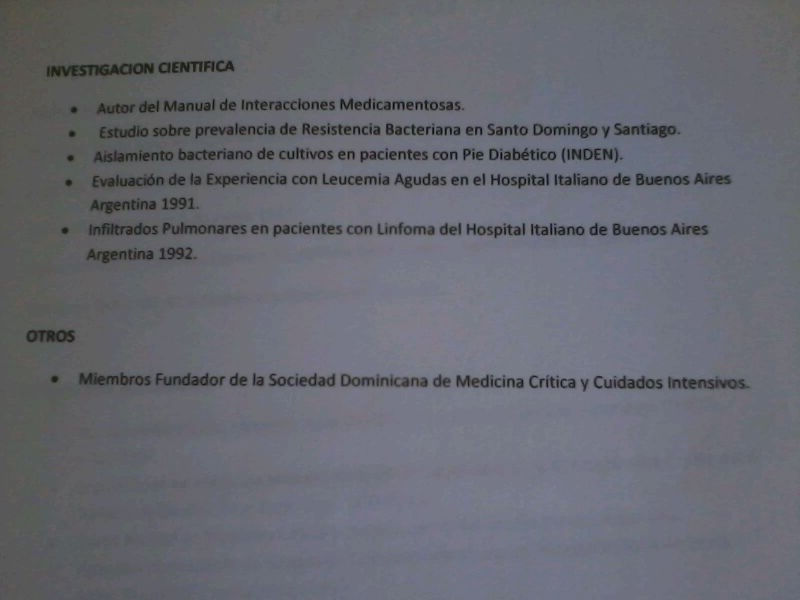 INVESTIGACION CIENTIFICA
• Autor del Manual de Interacciones Medicamentosas.
• Estudio sobre prevalencia de Resistencia Bacteriana en Santo Domingo y Santiago.
• Aislamiento bacteriano de cultivos en pacientes con Pie Diabético (INDEN).
• Evaluación de la Experiencia con Leucemia Agudas en el Hospital Italiano de Buenos Aires
Argentina 1991.
• Infiltrados Pulmonares en pacientes con Linfoma del Hospital Italiano de Buenos Aires
Argentina 1992.
OTROS
• Miembros Fundador de la Sociedad Dominicana de Medicina Crítica y Cuidados Intensivos.